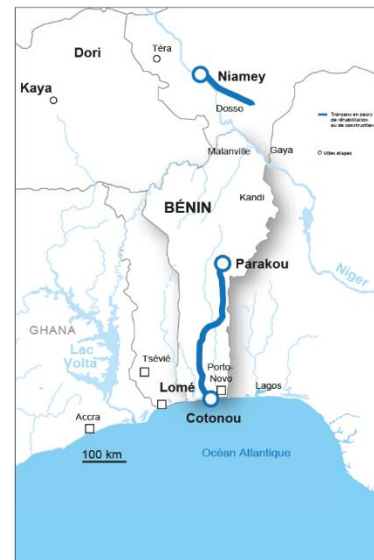 Dori
Téra
Niamey
Kaya
Dosso
Tronçons en cours
de réhabilitation
ou de construction
Malanville
Gaya
Villes étapes
Kandi
BÉNIN
Parakou
Niger
GHANA
Lac
Volta
Tsévié
Porto-
Novo
Lomé
Lagos
Accra
Cotonou
Océan Atlantique
100 km